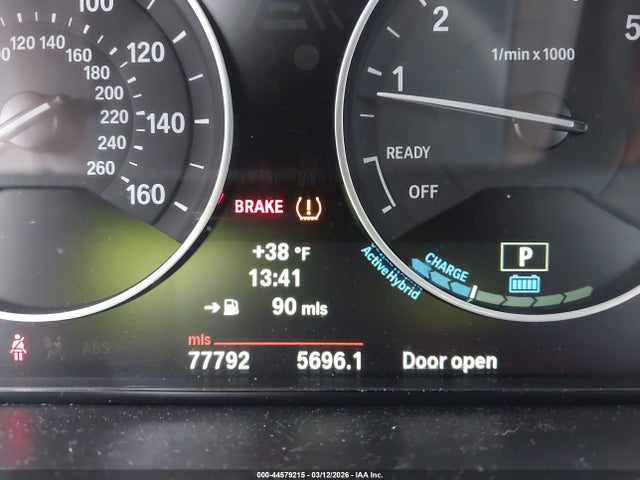 100
120
140
160
120 140
160
180
200
220
240
260
1
2
5
1/min x 1000
READY
OFF
BRAKE
+38 °F
13:41
→ 90 mls
mls
77792 5696.1
Door open
ActiveHybrid
CHARGE
P
ABS
000-44579215 - 03/12/2026 - IAA Inc.